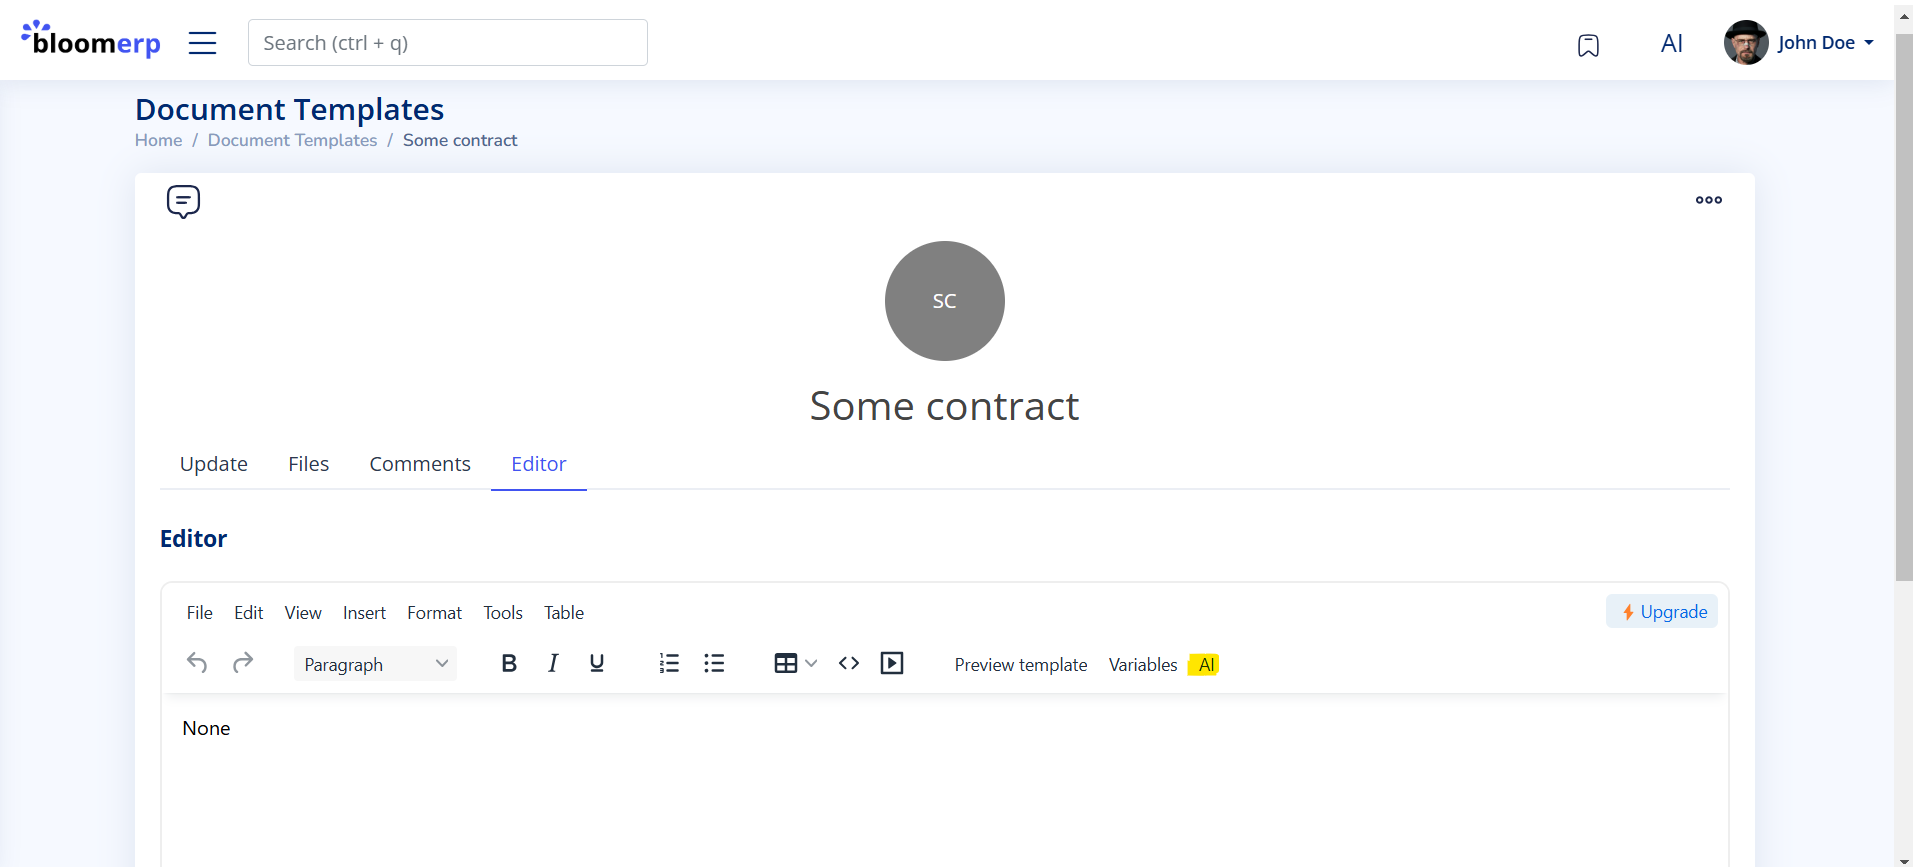 bloomerp
Search (ctrl + q)
AI
John Doe
Document Templates
Home / Document Templates / Some contract
SC
Some contract
Update Files Comments Editor
Editor
File Edit View Insert Format Tools Table
Upgrade
Paragraph B I U
Preview template Variables AI
None